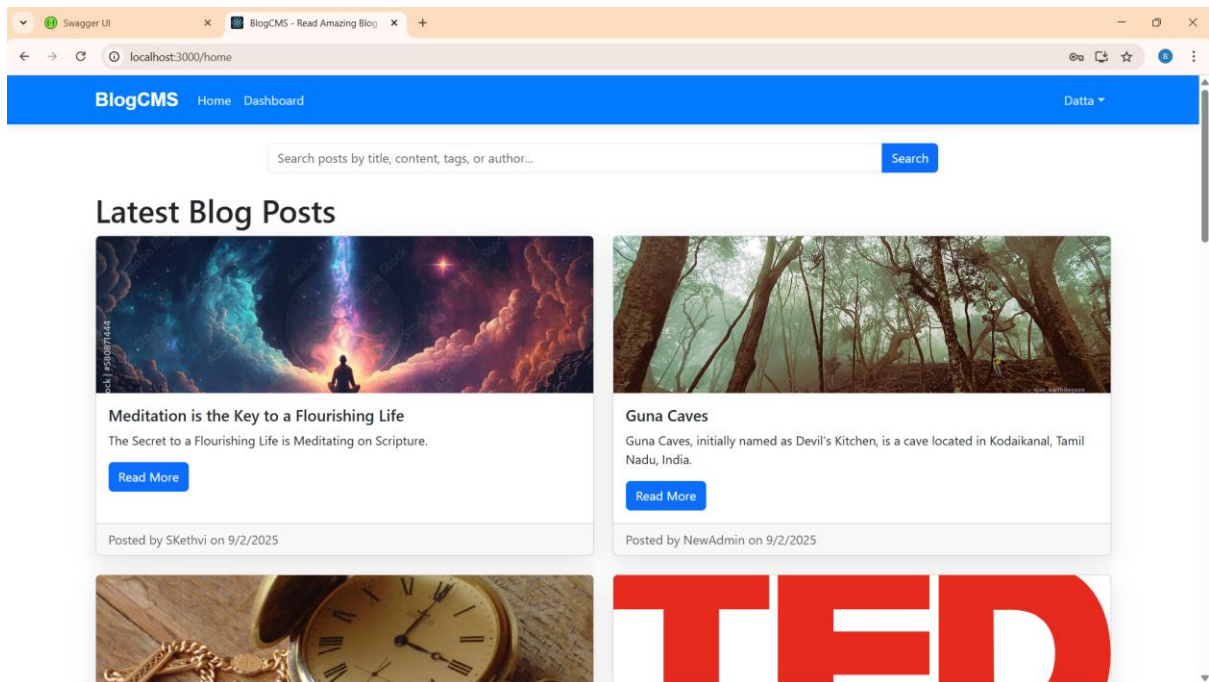 Swagger UI
BlogCMS - Read Amazing Blog
localhost:3000/home
B
BlogCMS Home Dashboard Datta
Search posts by title, content, tags, or author...
Search
Latest Blog Posts
ock | #580871444
Meditation is the Key to a Flourishing Life
The Secret to a Flourishing Life is Meditating on Scripture.
Read More
Posted by SKethvi on 9/2/2025
Guna Caves
Guna Caves, initially named as Devil's Kitchen, is a cave located in Kodaikanal, Tamil
Nadu, India.
Read More
Posted by NewAdmin on 9/2/2025
TED